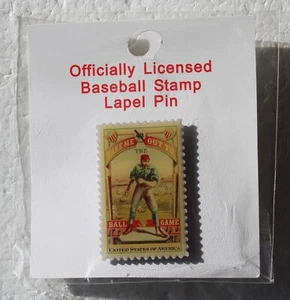 Officially Licensed
Baseball Stamp
Lapel Pin
THE
BALL GAME
UNITED STATES OF AMERICA